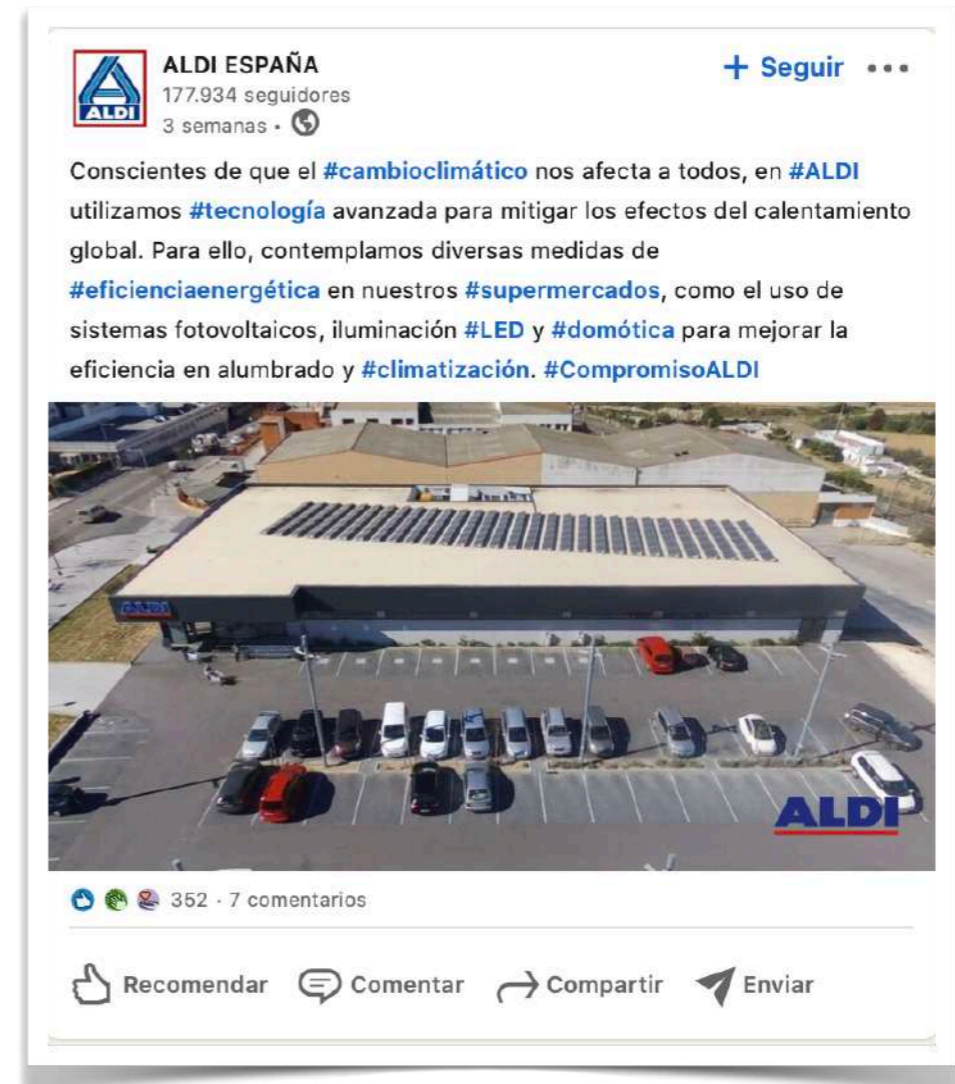 ALDI ESPAÑA
+ Seguir
177.934 seguidores
3 semanas •
ALDI
Conscientes de que el #cambioclimático nos afecta a todos, en #ALDI
utilizamos #tecnología avanzada para mitigar los efectos del calentamiento
global. Para ello, contemplamos diversas medidas de
#eficienciaenergética en nuestros #supermercados, como el uso de
sistemas fotovoltaicos, iluminación #LED y #domótica para mejorar la
eficiencia en alumbrado y #climatización. #CompromisoALDI
ALDI
ALDI
352 · 7 comentarios
Recomendar Comentar Compartir Enviar